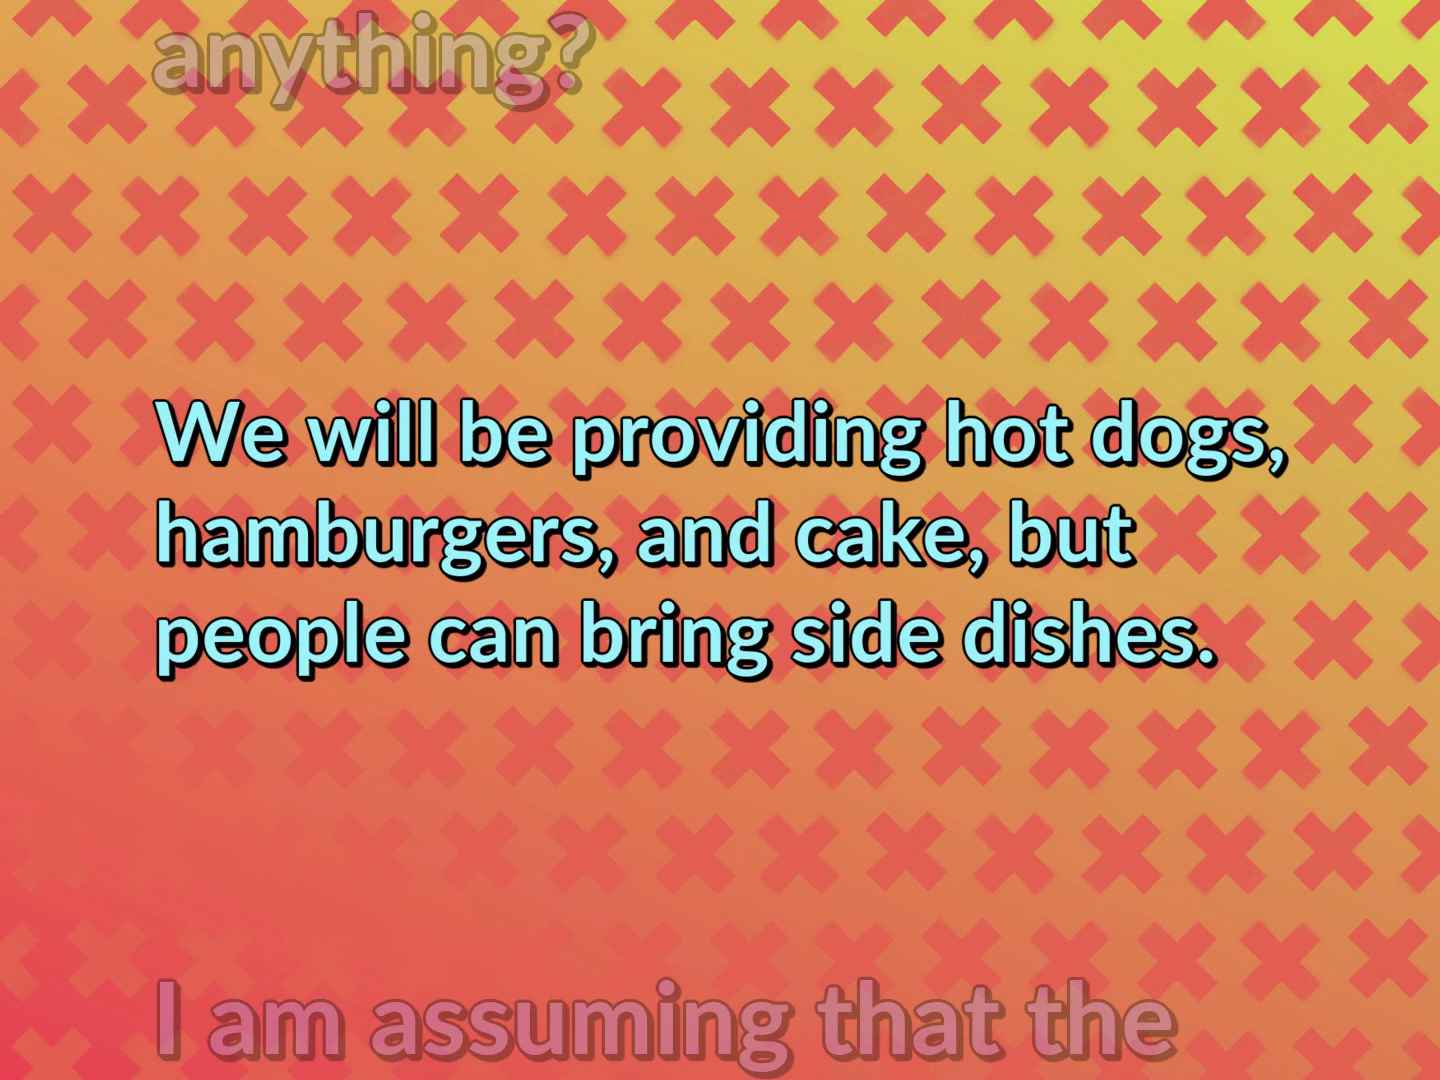 anything?
We will be providing hot dogs,
hamburgers, and cake, but
people can bring side dishes.
I am assuming that the